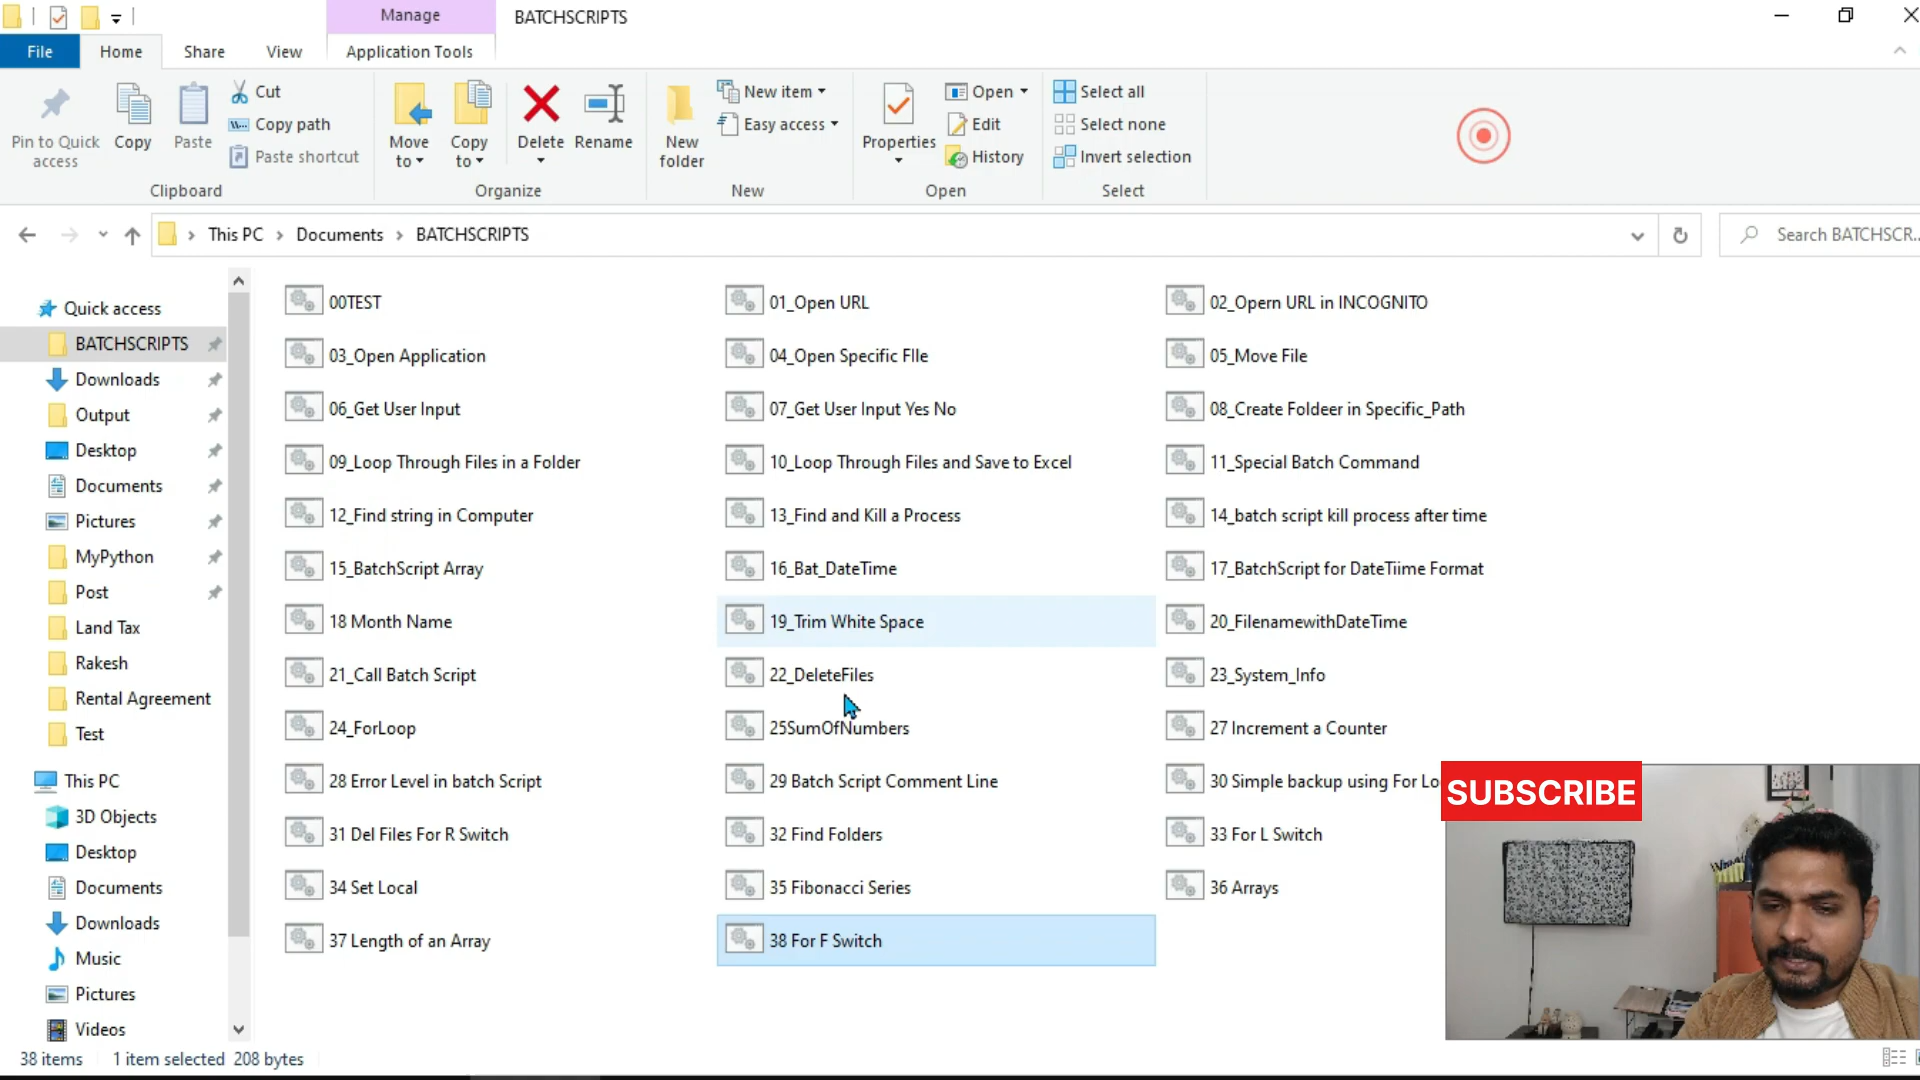 Manage
BATCHSCRIPTS
File
Home
Share
View
Application Tools
Pin to Quick access
Copy
Paste
Cut
Copy path
Paste shortcut
Clipboard
Move to
Copy to
Delete
Rename
Organize
New folder
New item
Easy access
New
Properties
Open
Edit
History
Open
Select all
Select none
Invert selection
Select
This PC
Documents
BATCHSCRIPTS
Search BATCHSCR...
Quick access
BATCHSCRIPTS
Downloads
Output
Desktop
Documents
Pictures
MyPython
Post
Land Tax
Rakesh
Rental Agreement
Test
This PC
3D Objects
Desktop
Documents
Downloads
Music
Pictures
Videos
00TEST
01_Open URL
02_Opern URL in INCOGNITO
03_Open Application
04_Open Specific FIle
05_Move File
06_Get User Input
07_Get User Input Yes No
08_Create Foldeer in Specific_Path
09_Loop Through Files in a Folder
10_Loop Through Files and Save to Excel
11_Special Batch Command
12_Find string in Computer
13_Find and Kill a Process
14_batch script kill process after time
15_BatchScript Array
16_Bat_DateTime
17_BatchScript for DateTiime Format
18 Month Name
19_Trim White Space
20_FilenamewithDateTime
21_Call Batch Script
22_DeleteFiles
23_System_Info
24_ForLoop
25SumOfNumbers
27 Increment a Counter
28 Error Level in batch Script
29 Batch Script Comment Line
30 Simple backup using For Lo
31 Del Files For R Switch
32 Find Folders
33 For L Switch
34 Set Local
35 Fibonacci Series
36 Arrays
37 Length of an Array
38 For F Switch
SUBSCRIBE
38 items
1 item selected
208 bytes